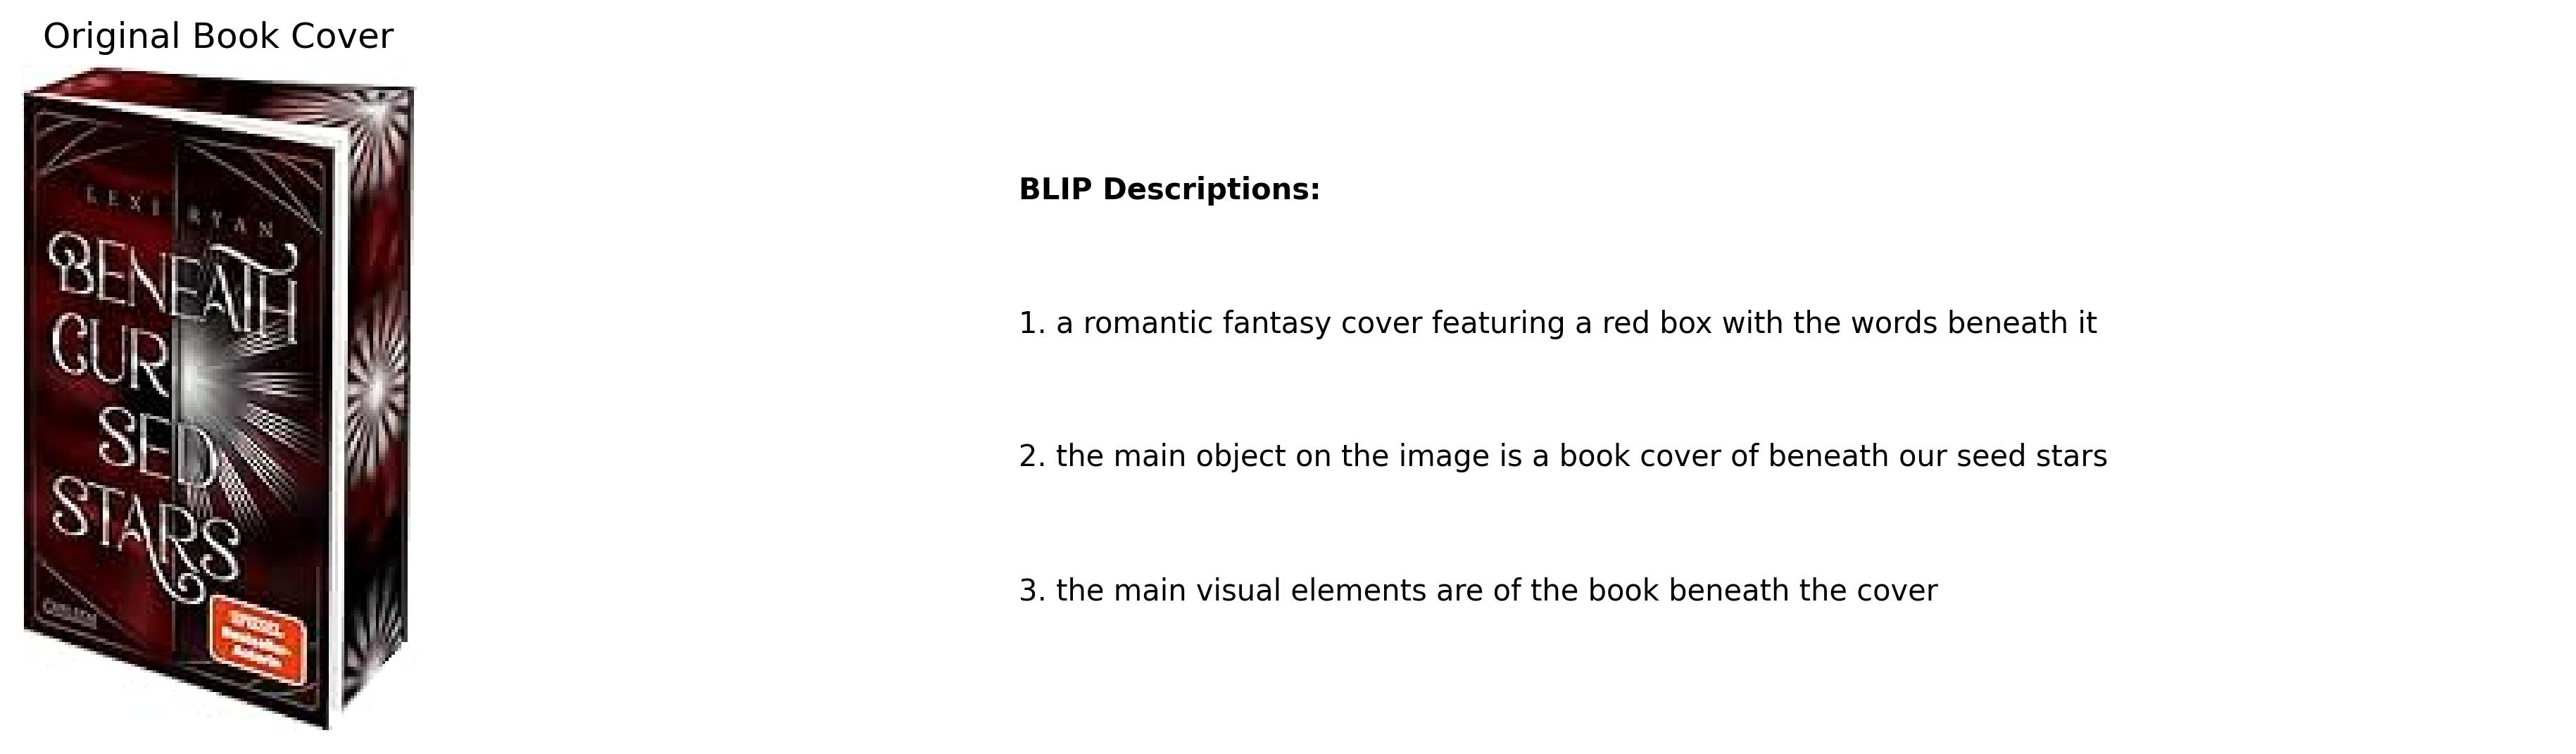 Original Book Cover
LEXI RYAN
BENEATH
CUR
SED
STARS
SPIEGEL
Bestseller-
Autorin
BLIP Descriptions:
1. a romantic fantasy cover featuring a red box with the words beneath it
2. the main object on the image is a book cover of beneath our seed stars
3. the main visual elements are of the book beneath the cover